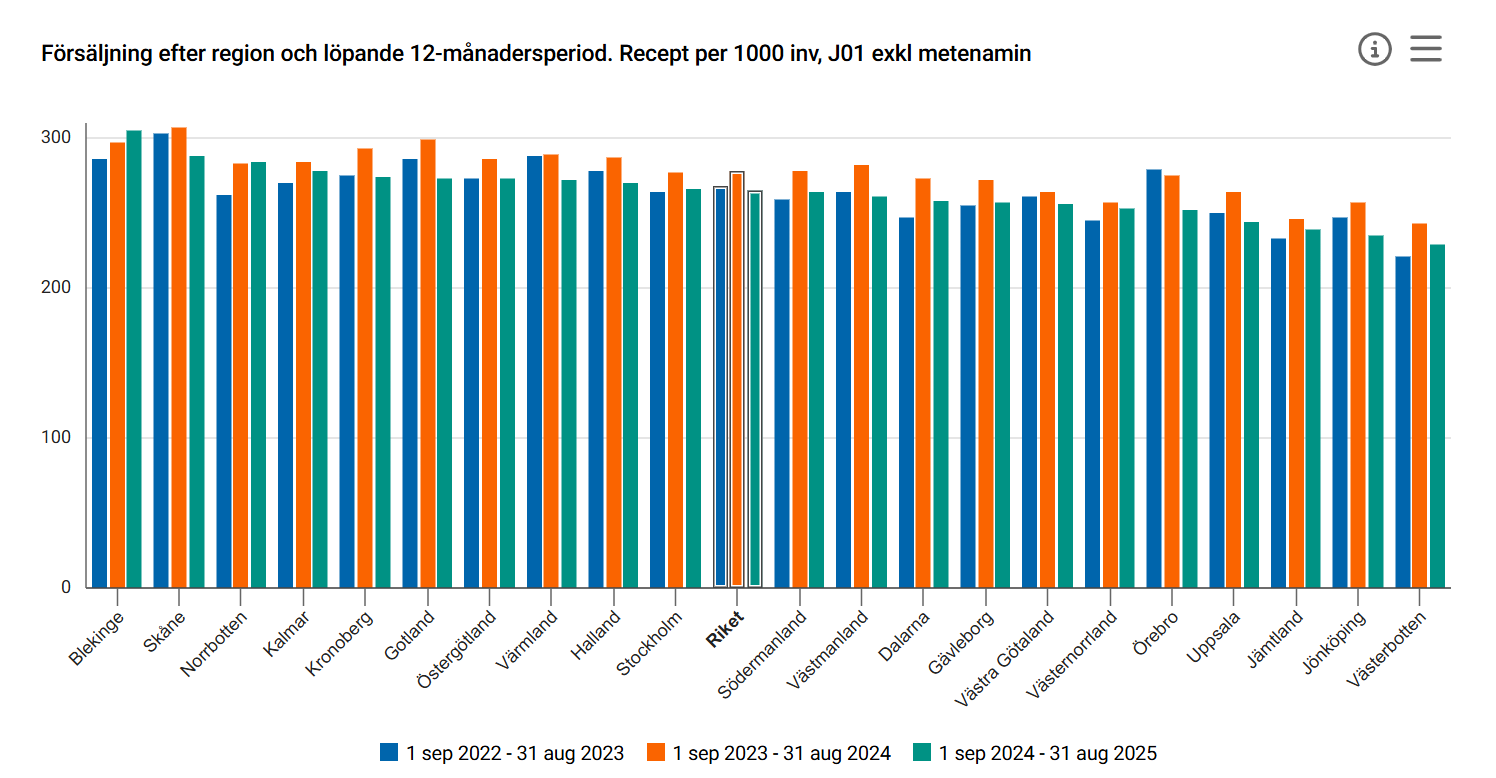 Försäljning efter region och löpande 12-månadersperiod. Recept per 1000 inv, J01 exkl metenamin
300
200
100
0
Blekinge
Skåne
Norrbotten
Kalmar
Kronoberg
Gotland
Östergötland
Värmland
Halland
Stockholm
Riket
Södermanland
Västmanland
Dalarna
Gävleborg
Västra Götaland
Västernorrland
Örebro
Uppsala
Jämtland
Jönköping
Västerbotten
1 sep 2022 - 31 aug 2023
1 sep 2023 - 31 aug 2024
1 sep 2024 - 31 aug 2025